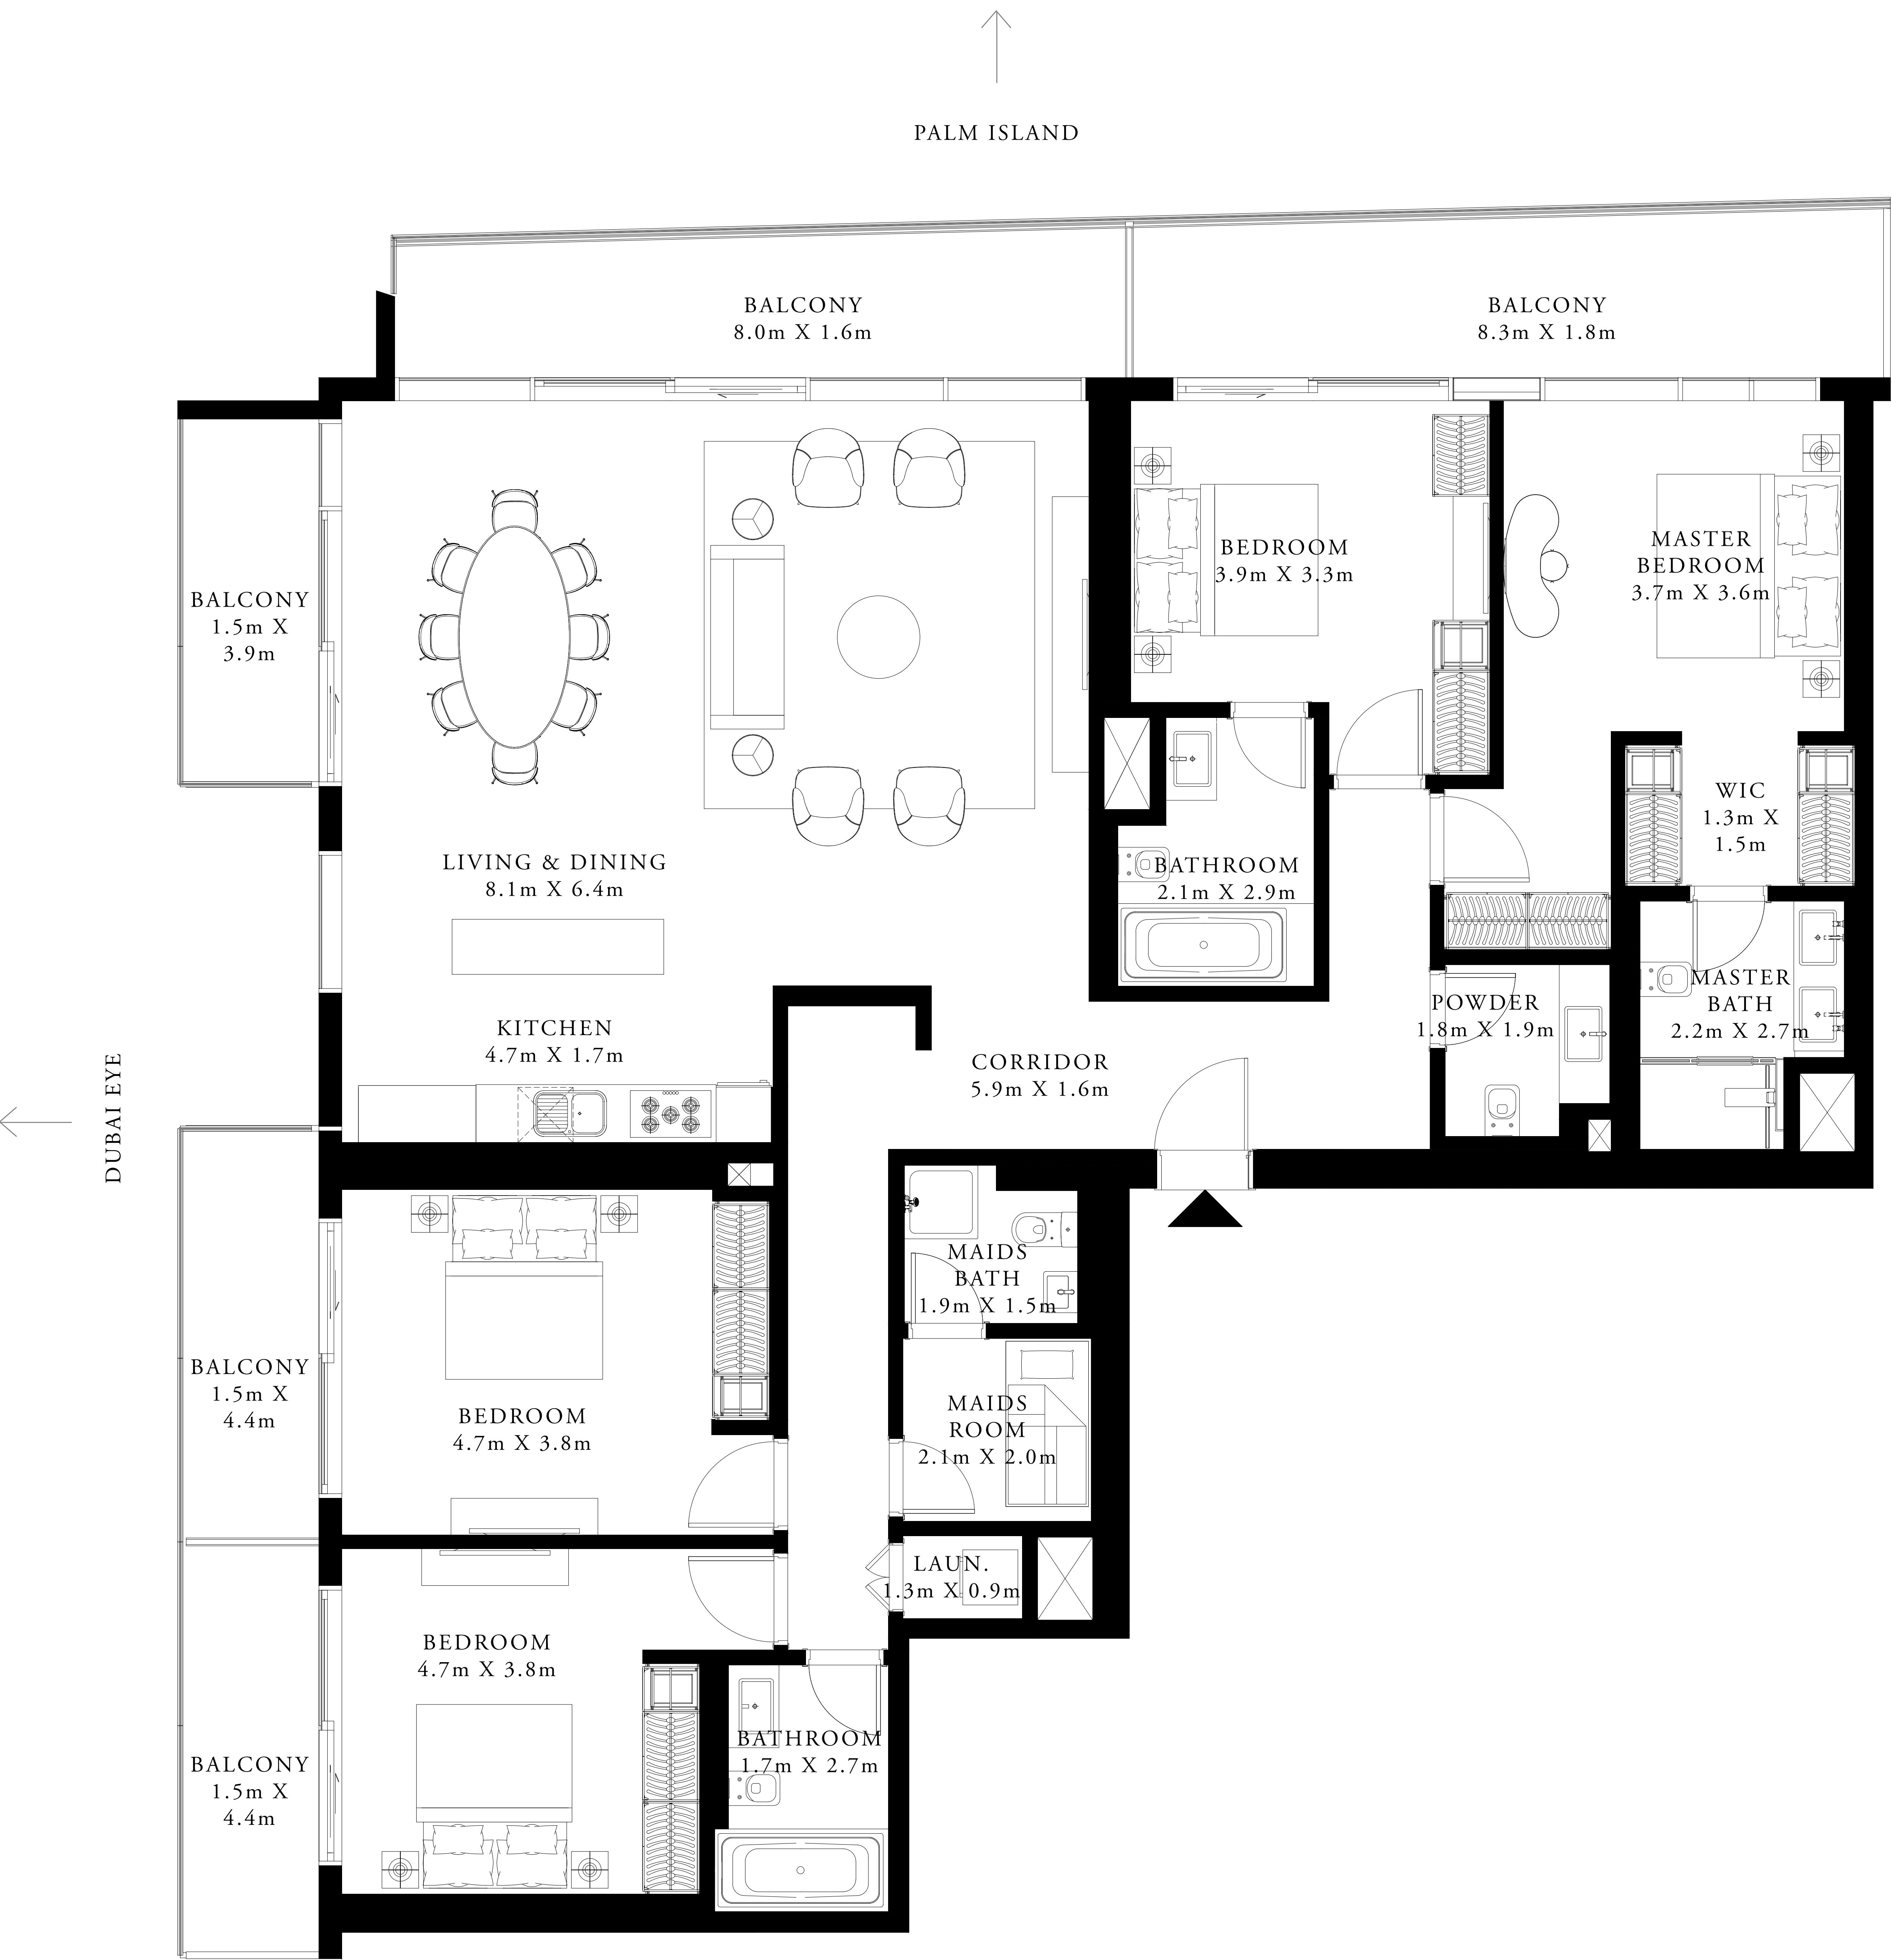 PALM ISLAND
BALCONY
8.0m X 1.6m
BALCONY
8.3m X 1.8m
BALCONY
1.5m X
3.9m
BEDROOM
3.9m X 3.3m
MASTER
BEDROOM
3.7m X 3.6m
WIC
1.3m X
1.5m
LIVING & DINING
8.1m X 6.4m
BATHROOM
2.1m X 2.9m
MASTER
BATH
2.2m X 2.7m
POWDER
1.8m X 1.9m
KITCHEN
4.7m X 1.7m
CORRIDOR
5.9m X 1.6m
DUBAI EYE
MAIDS
BATH
1.9m X 1.5m
BALCONY
1.5m X
4.4m
BEDROOM
4.7m X 3.8m
MAIDS
ROOM
2.1m X 2.0m
LAUN.
1.3m X 0.9m
BEDROOM
4.7m X 3.8m
BATHROOM
1.7m X 2.7m
BALCONY
1.5m X
4.4m